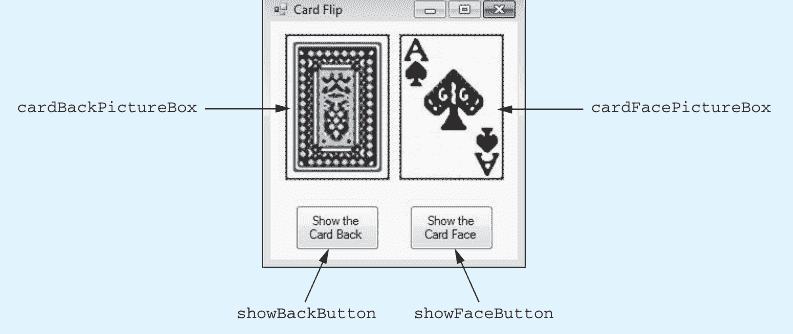 Card Flip
A
cardBackPictureBox
cardFacePictureBox
A
Show the
Card Back
Show the
Card Face
showBackButton
showFaceButton